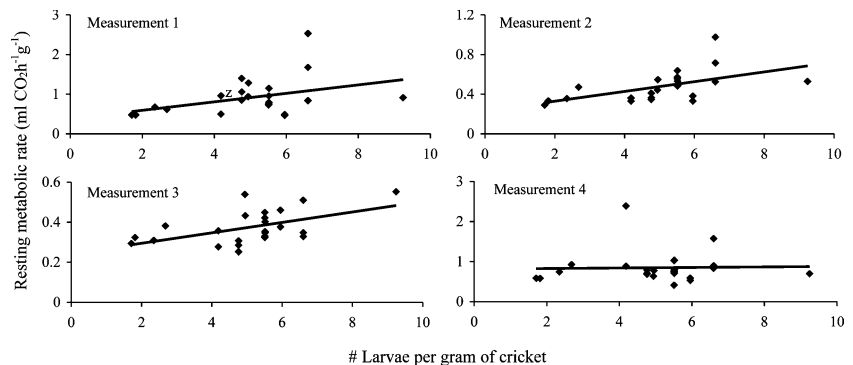 Measurement 1
3
2
1
z
0
0 2 4 6 8 10
Measurement 2
1.2
0.8
0.4
0
0 2 4 6 8 10
Measurement 3
0.6
0.4
0.2
0
0 2 4 6 8 10
Measurement 4
3
2
1
0
0 2 4 6 8 10
Resting metabolic rate (ml CO2h-1g-1)
# Larvae per gram of cricket